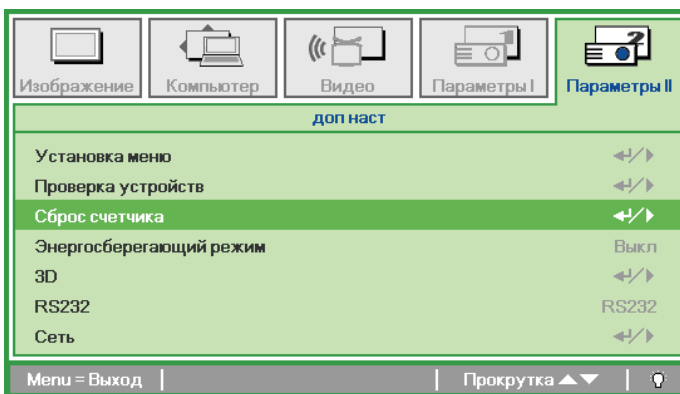 Изображение Компьютер Видео Параметры I Параметры II
доп наст
Установка меню
Проверка устройств
Сброс счетчика
Энергосберегающий режим Выкл
3D
RS232 RS232
Сеть
Menu = Выход Прокрутка ▲▼